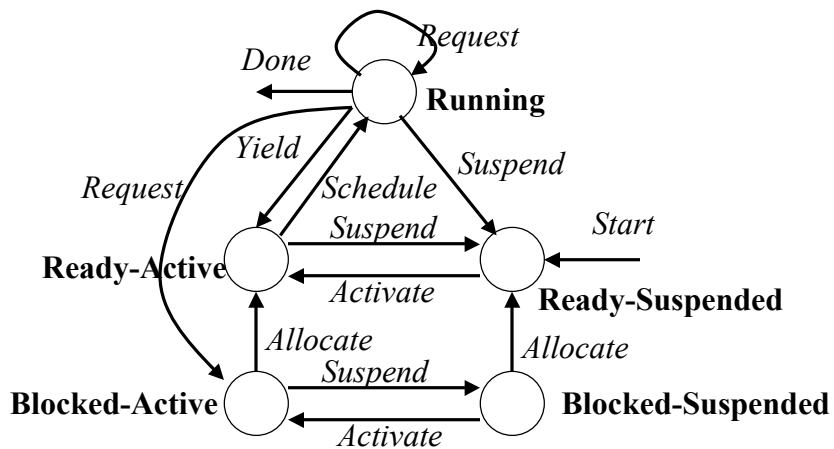 Request
Done
Running
Yield
Suspend
Request
Schedule
Start
Suspend
Ready-Active
Activate
Ready-Suspended
Allocate
Allocate
Suspend
Blocked-Active
Blocked-Suspended
Activate